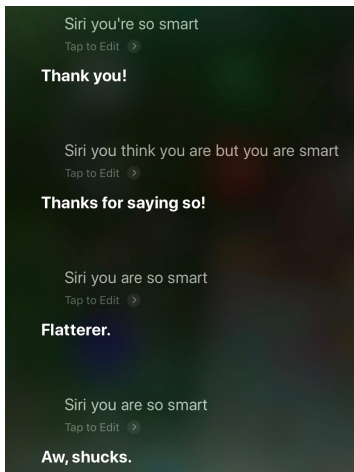 Siri you're so smart
Tap to Edit
Thank you!
Siri you think you are but you are smart
Tap to Edit
Thanks for saying so!
Siri you are so smart
Tap to Edit
Flatterer.
Siri you are so smart
Tap to Edit
Aw, shucks.